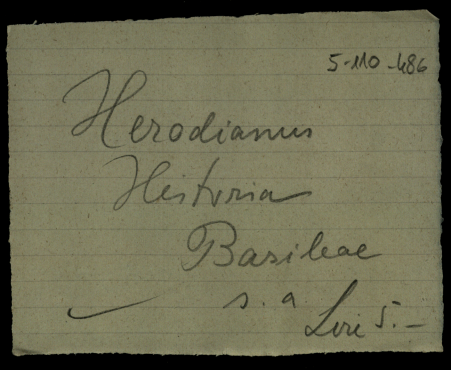 5-110-486
Herodianus
Historia
Basileae
s. a
Lire 5.-